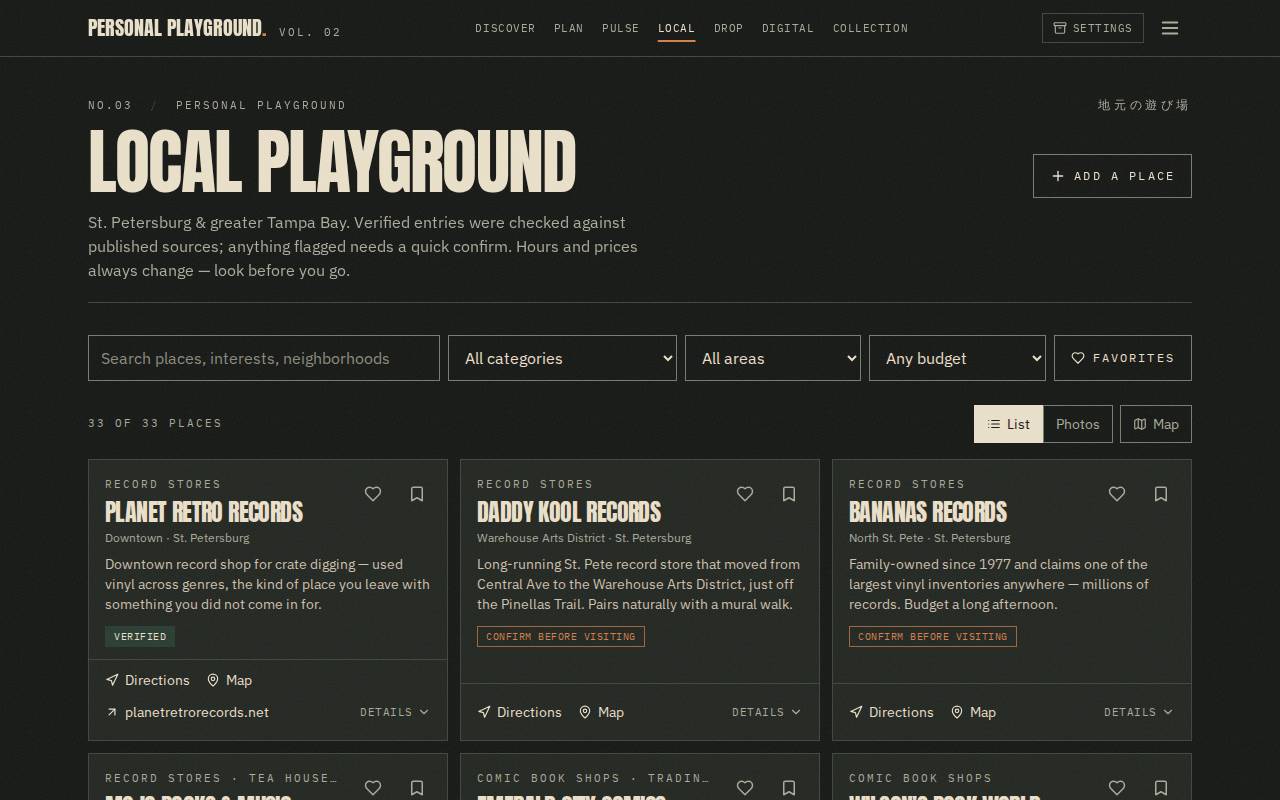 PERSONAL PLAYGROUND. VOL. 02
DISCOVER PLAN PULSE LOCAL DROP DIGITAL COLLECTION
SETTINGS
NO.03 / PERSONAL PLAYGROUND
地元の遊び場
LOCAL PLAYGROUND
ADD A PLACE
St. Petersburg & greater Tampa Bay. Verified entries were checked against
published sources; anything flagged needs a quick confirm. Hours and prices
always change — look before you go.
Search places, interests, neighborhoods
All categories
All areas
Any budget
FAVORITES
33 OF 33 PLACES
List
Photos
Map
RECORD STORES
PLANET RETRO RECORDS
Downtown · St. Petersburg
Downtown record shop for crate digging — used
vinyl across genres, the kind of place you leave with
something you did not come in for.
VERIFIED
Directions Map
planetretrorecords.net
DETAILS
RECORD STORES
DADDY KOOL RECORDS
Warehouse Arts District · St. Petersburg
Long-running St. Pete record store that moved from
Central Ave to the Warehouse Arts District, just off
the Pinellas Trail. Pairs naturally with a mural walk.
CONFIRM BEFORE VISITING
Directions Map
DETAILS
RECORD STORES
BANANAS RECORDS
North St. Pete · St. Petersburg
Family-owned since 1977 and claims one of the
largest vinyl inventories anywhere — millions of
records. Budget a long afternoon.
CONFIRM BEFORE VISITING
Directions Map
DETAILS
RECORD STORES · TEA HOUSE…
MOJO BOOKS & MUSIC
COMIC BOOK SHOPS · TRADIN…
EMERALD CITY COMICS
COMIC BOOK SHOPS